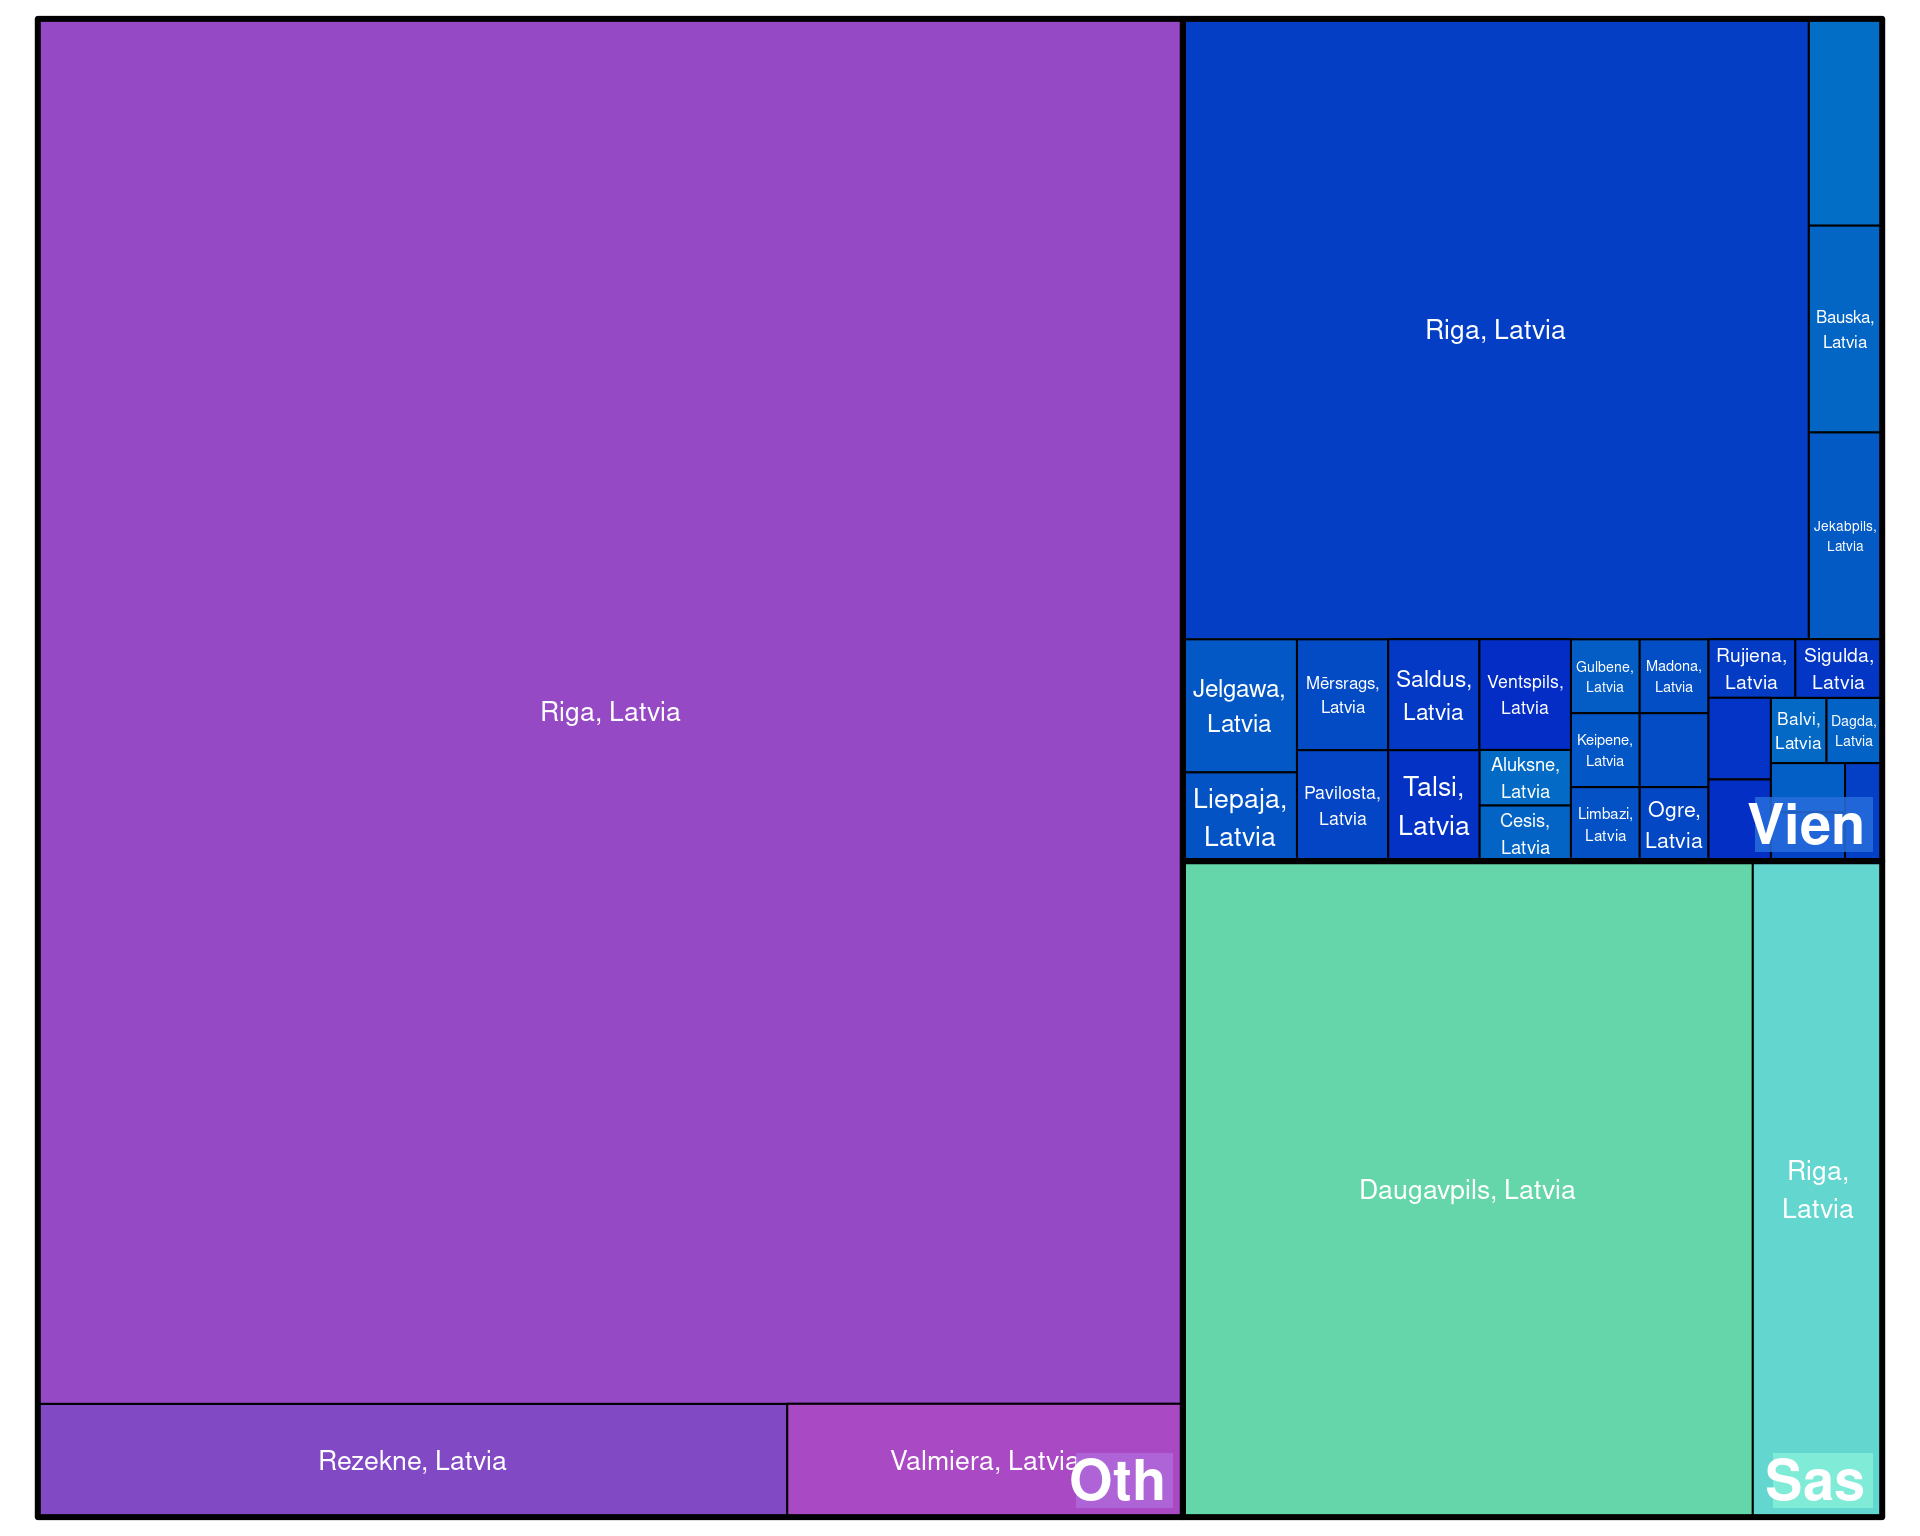 Riga, Latvia
Rezekne, Latvia
Valmiera, Latvia
Oth
Riga, Latvia
Bauska,
Latvia
Jekabpils,
Latvia
Jelgawa,
Latvia
Liepaja,
Latvia
Mērsrags,
Latvia
Pavilosta,
Latvia
Saldus,
Latvia
Talsi,
Latvia
Ventspils,
Latvia
Aluksne,
Latvia
Cesis,
Latvia
Gulbene,
Latvia
Keipene,
Latvia
Limbazi,
Latvia
Madona,
Latvia
Ogre,
Latvia
Rujiena,
Latvia
Sigulda,
Latvia
Balvi,
Latvia
Dagda,
Latvia
Vien
Daugavpils, Latvia
Riga,
Latvia
Sas